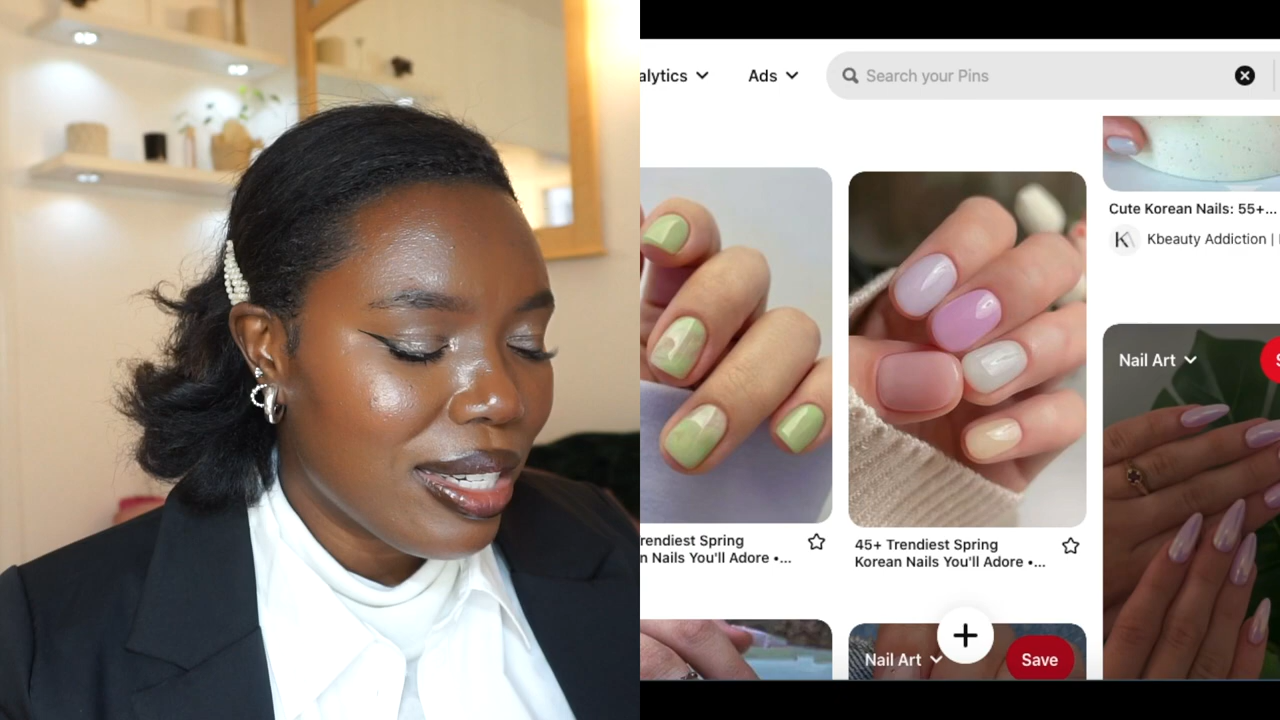 alytics
Ads
Search your Pins
Cute Korean Nails: 55+...
Kbeauty Addiction |
Nail Art
rendiest Spring
n Nails You'll Adore •...
45+ Trendiest Spring
Korean Nails You'll Adore •...
Nail Art
Save